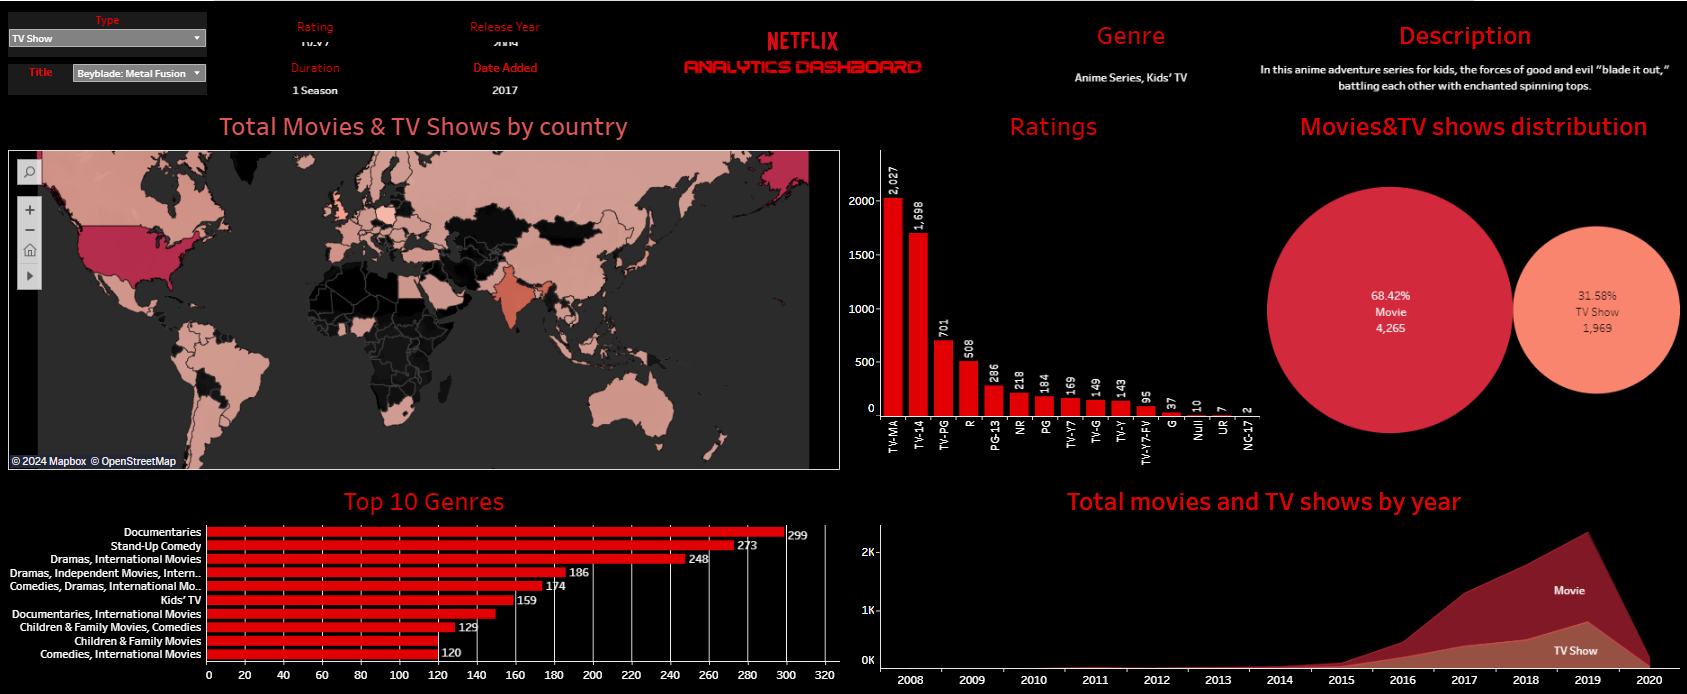 Type
TV Show
Title
Beyblade: Metal Fusion
Rating
Release Year
Duration
Date Added
1 Season
2017
NETFLIX
ANALYTICS DASHBOARD
Genre
Anime Series, Kids' TV
Description
In this anime adventure series for kids, the forces of good and evil "blade it out,"
battling each other with enchanted spinning tops.
Total Movies & TV Shows by country
+
−
© 2024 Mapbox © OpenStreetMap
Ratings
2000
1500
1000
500
0
2,027
1,698
701
508
286
218
184
169
149
143
95
37
10
7
2
TV-MA
TV-14
TV-PG
R
PG-13
NR
PG
TV-Y7
TV-G
TV-Y
TV-Y7-FV
G
Null
UR
NC-17
Movies&TV shows distribution
68.42%
Movie
4,265
31.58%
TV Show
1,969
Top 10 Genres
Documentaries 299
Stand-Up Comedy 273
Dramas, International Movies 248
Dramas, Independent Movies, Intern.. 186
Comedies, Dramas, International Mo.. 174
Kids' TV 159
Documentaries, International Movies
Children & Family Movies, Comedies 129
Children & Family Movies
Comedies, International Movies 120
0 20 40 60 80 100 120 140 160 180 200 220 240 260 280 300 320
Total movies and TV shows by year
2K
1K
0K
Movie
TV Show
2008 2009 2010 2011 2012 2013 2014 2015 2016 2017 2018 2019 2020